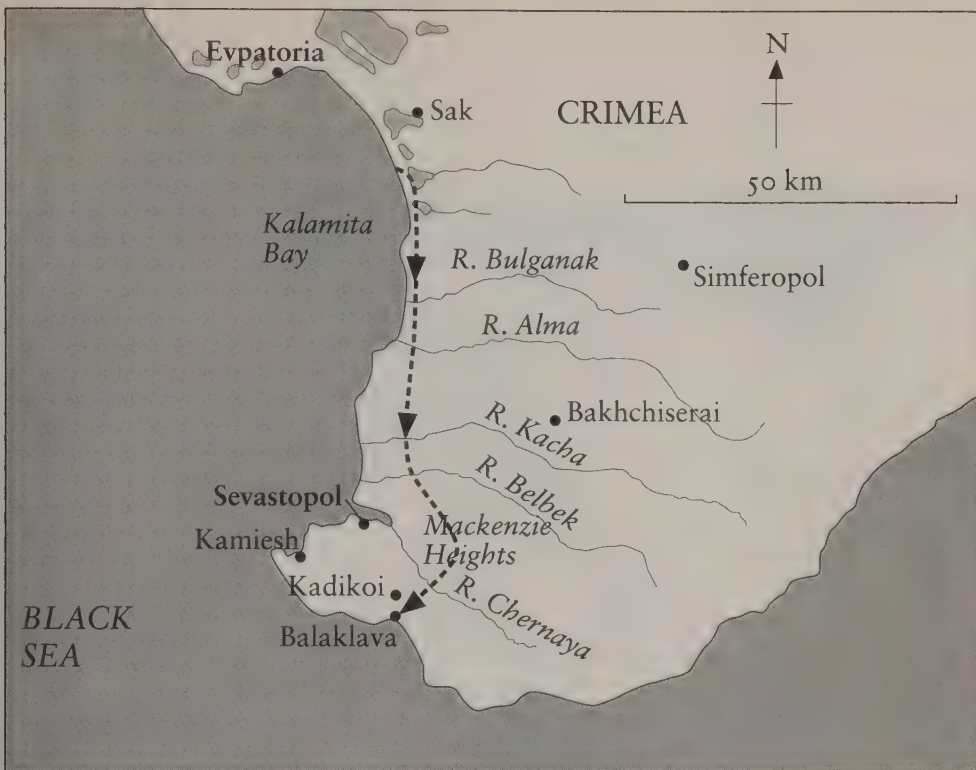 Evpatoria
N
Sak
CRIMEA
50 km
Kalamita
Bay
R. Bulganak
Simferopol
R. Alma
Bakhchiserai
R. Kacha
R. Belbek
Sevastopol
Mackenzie
Heights
Kamiesh
Kadikoi
R. Chernaya
BLACK
SEA
Balaklava